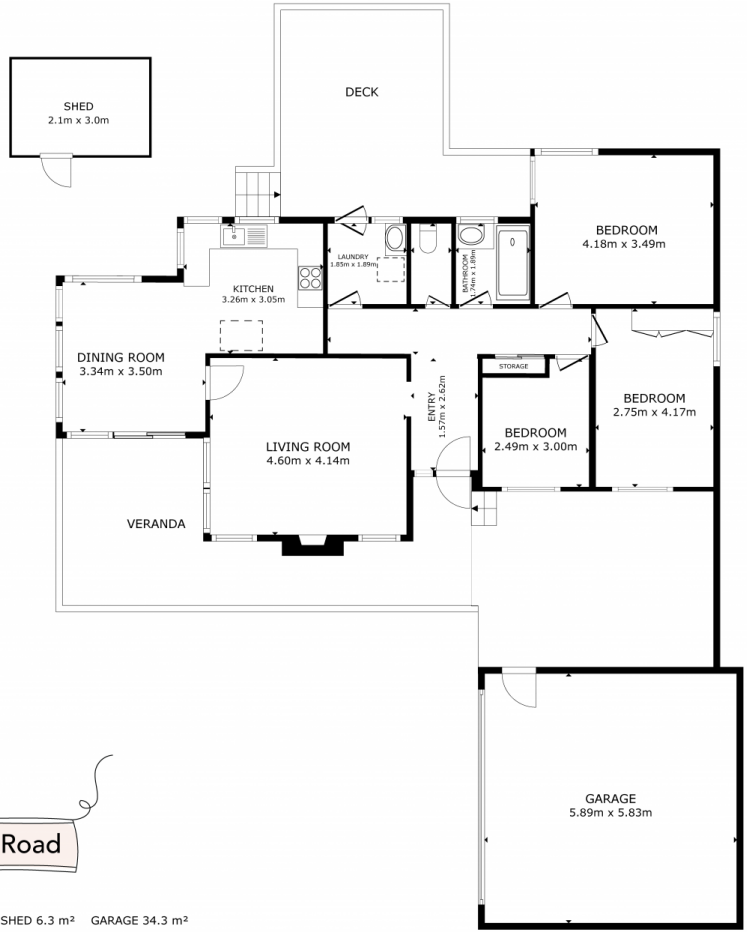 DECK
SHED
2.1m x 3.0m
BEDROOM
4.18m x 3.49m
LAUNDRY
1.85m x 1.89m
BATHROOM
1.74m x 1.89m
KITCHEN
3.26m x 3.05m
DINING ROOM
3.34m x 3.50m
STORAGE
ENTRY
1.57m x 2.62m
BEDROOM
2.75m x 4.17m
BEDROOM
2.49m x 3.00m
LIVING ROOM
4.60m x 4.14m
VERANDA
GARAGE
5.89m x 5.83m
Road
SHED 6.3 m² GARAGE 34.3 m²